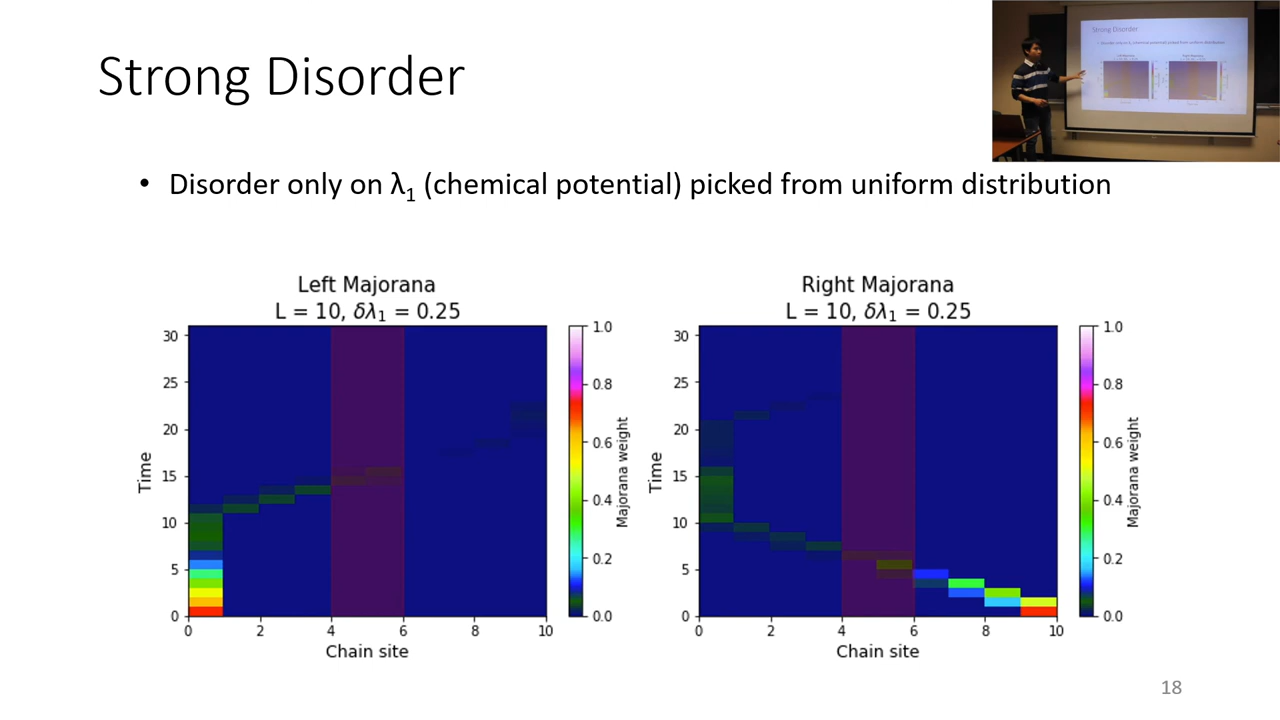 Strong Disorder
• Disorder only on λ₁ (chemical potential) picked from uniform distribution
Left Majorana
L = 10, δλ₁ = 0.25
30
25
20
15
10
5
0
Time
0 2 4 6 8 10
Chain site
1.0
0.8
0.6
0.4
0.2
0.0
Majorana weight
Right Majorana
L = 10, δλ₁ = 0.25
30
25
20
15
10
5
0
Time
0 2 4 6 8 10
Chain site
1.0
0.8
0.6
0.4
0.2
0.0
Majorana weight
18
Strong Disorder